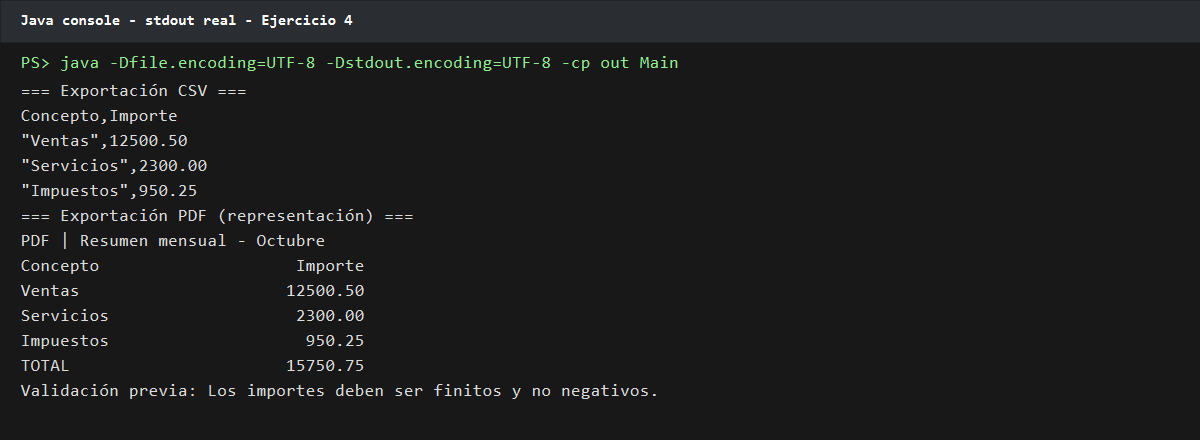 Java console - stdout real - Ejercicio 4
PS> java -Dfile.encoding=UTF-8 -Dstdout.encoding=UTF-8 -cp out Main
=== Exportación CSV ===
Concepto,Importe
"Ventas",12500.50
"Servicios",2300.00
"Impuestos",950.25
=== Exportación PDF (representación) ===
PDF | Resumen mensual - Octubre
Concepto                    Importe
Ventas                     12500.50
Servicios                   2300.00
Impuestos                    950.25
TOTAL                      15750.75
Validación previa: Los importes deben ser finitos y no negativos.